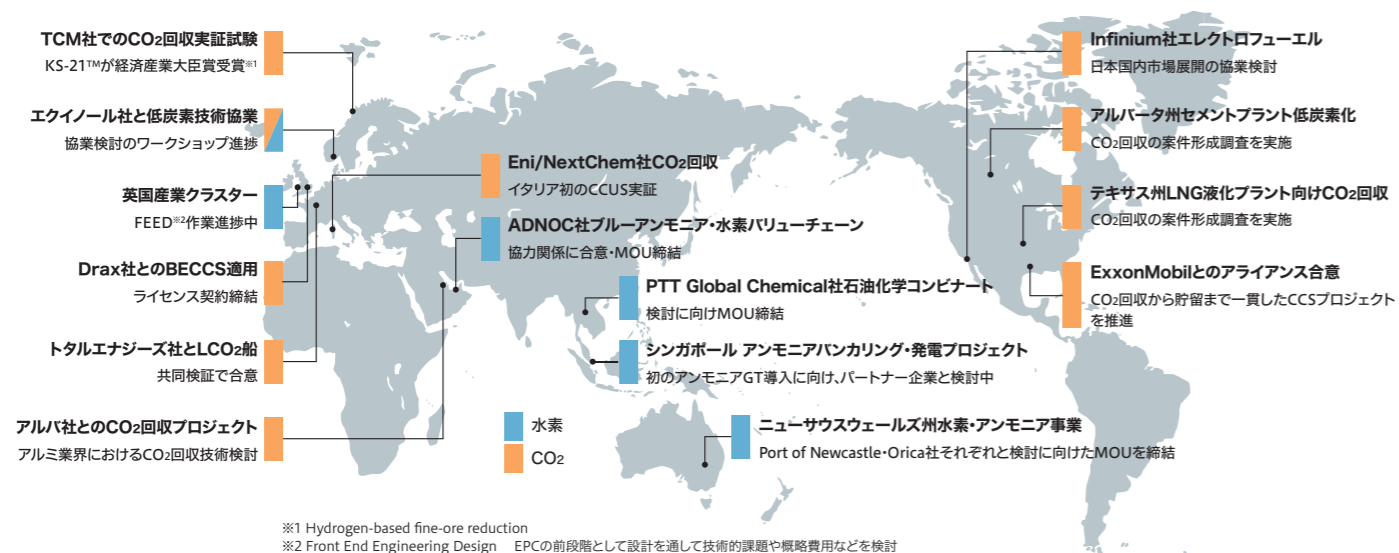 TCM社でのCO2回収実証試験
KS-21™が経済産業大臣賞受賞※1
エクイノール社と低炭素技術協業
協業検討のワークショップ進捗
英国産業クラスター
FEED※2作業進捗中
Drax社とのBECCS適用
ライセンス契約締結
トタルエナジーズ社とLCO2船
共同検証で合意
アルバ社とのCO2回収プロジェクト
アルミ業界におけるCO2回収技術検討
Eni/NextChem社CO2回収
イタリア初のCCUS実証
ADNOC社ブルーアンモニア・水素バリューチェーン
協力関係に合意・MOU締結
PTT Global Chemical社石油化学コンビナート
検討に向けMOU締結
シンガポール アンモニアバンカリング・発電プロジェクト
初のアンモニアGT導入に向け、パートナー企業と検討中
ニューサウスウェールズ州水素・アンモニア事業
Port of Newcastle・Orica社それぞれと検討に向けたMOUを締結
Infinium社エレクトロフューエル
日本国内市場展開の協業検討
アルバータ州セメントプラント低炭素化
CO2回収の案件形成調査を実施
テキサス州LNG液化プラント向けCO2回収
CO2回収の案件形成調査を実施
ExxonMobilとのアライアンス合意
CO2回収から貯留まで一貫したCCSプロジェクト
を推進
水素
CO2
※1 Hydrogen-based fine-ore reduction
※2 Front End Engineering Design EPCの前段階として設計を通して技術的課題や概略費用などを検討